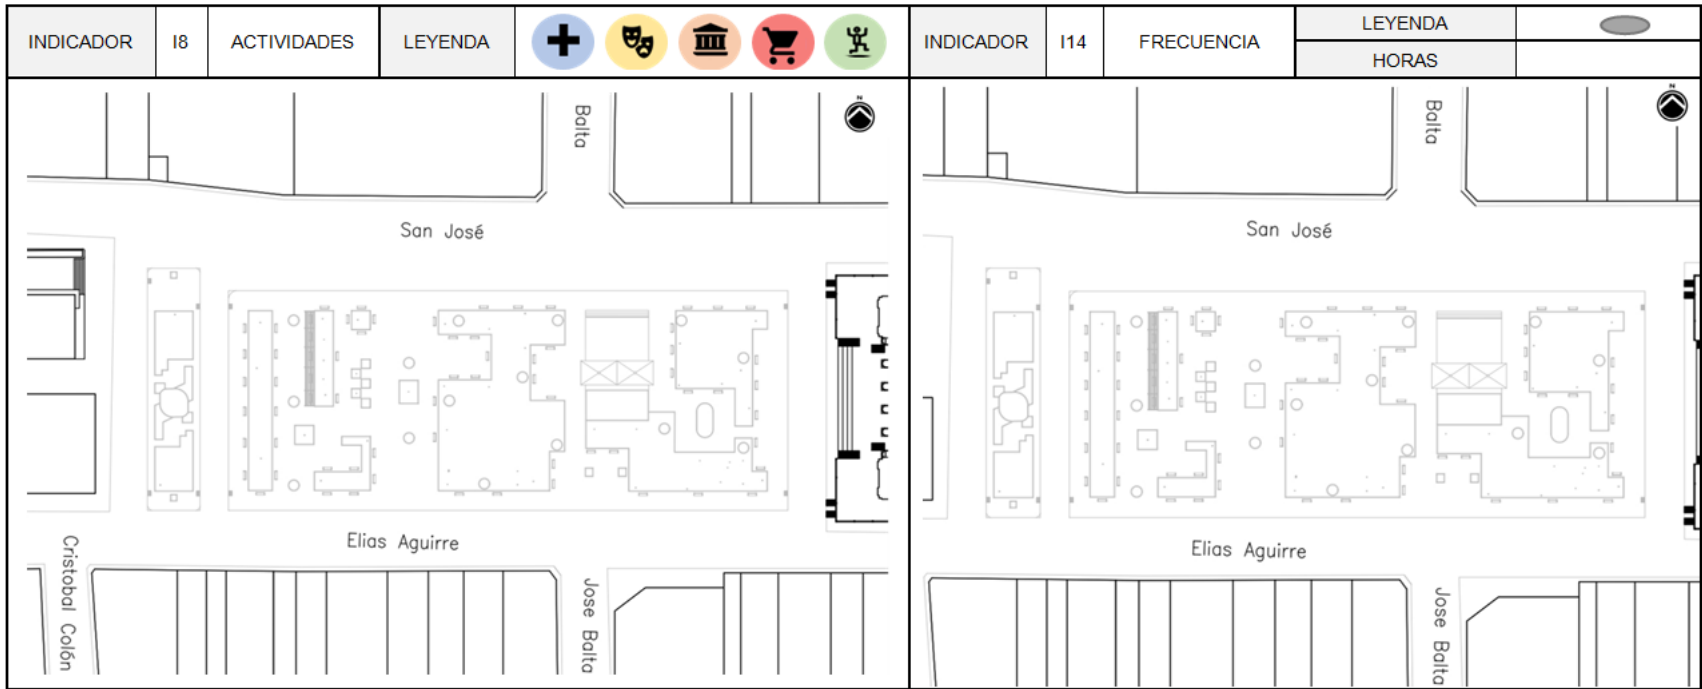 INDICADOR I8 ACTIVIDADES LEYENDA
N
Balta
San José
Elias Aguirre
Cristobal Colón
Jose Balta
INDICADOR I14 FRECUENCIA LEYENDA
HORAS
N
Balta
San José
Elias Aguirre
Jose Balta